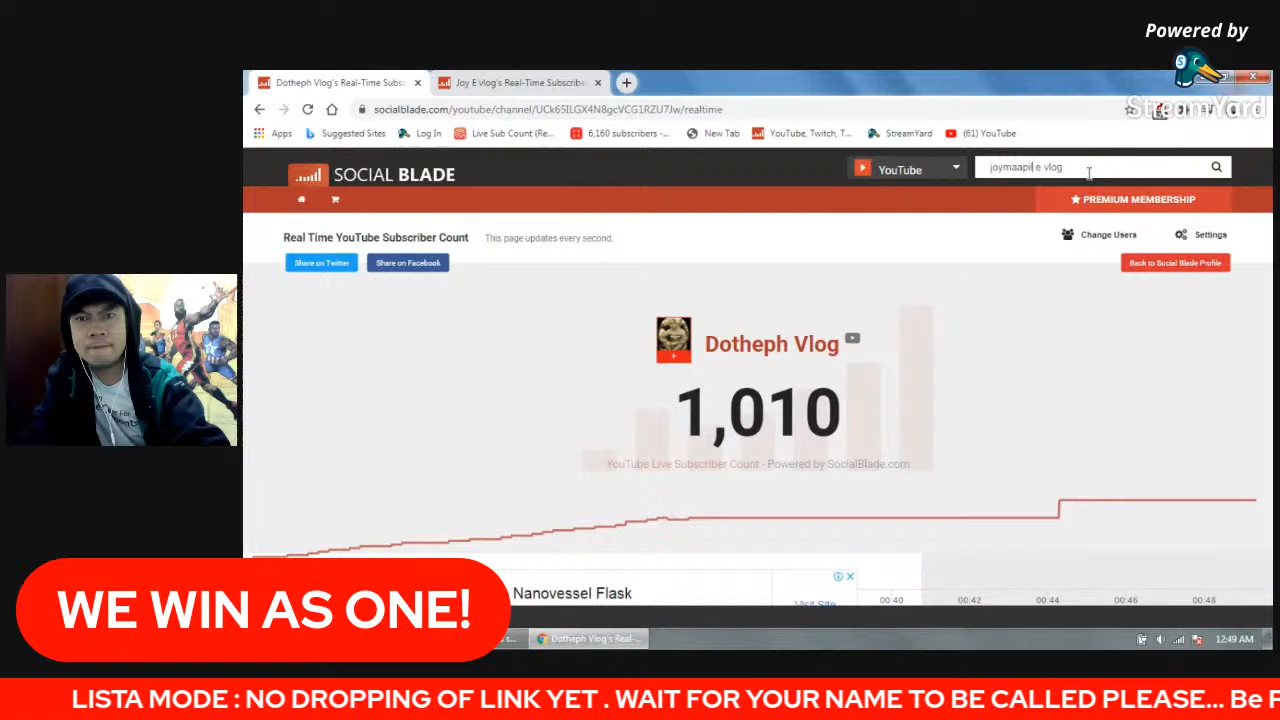 Powered by
StreamYard
Dotheph Vlog's Real-Time Subsc
Joy E vlog's Real-Time Subscribe
socialblade.com/youtube/channel/UCk65ILGX4N8gcVCG1RZU7Jw/realtime
Apps Suggested Sites Log In Live Sub Count (Re... 6,160 subscribers -... New Tab YouTube, Twitch, T... StreamYard (61) YouTube
SOCIAL BLADE
YouTube
joymaapil e vlog
PREMIUM MEMBERSHIP
Real Time YouTube Subscriber Count
This page updates every second.
Change Users
Settings
Share on Twitter
Share on Facebook
Back to Social Blade Profile
Dotheph Vlog
1,010
YouTube Live Subscriber Count - Powered by SocialBlade.com
Nanovessel Flask
Visit Site
00:40 00:42 00:44 00:46 00:48
Dotheph Vlog's Real-...
12:49 AM
WE WIN AS ONE!
LISTA MODE : NO DROPPING OF LINK YET . WAIT FOR YOUR NAME TO BE CALLED PLEASE... Be